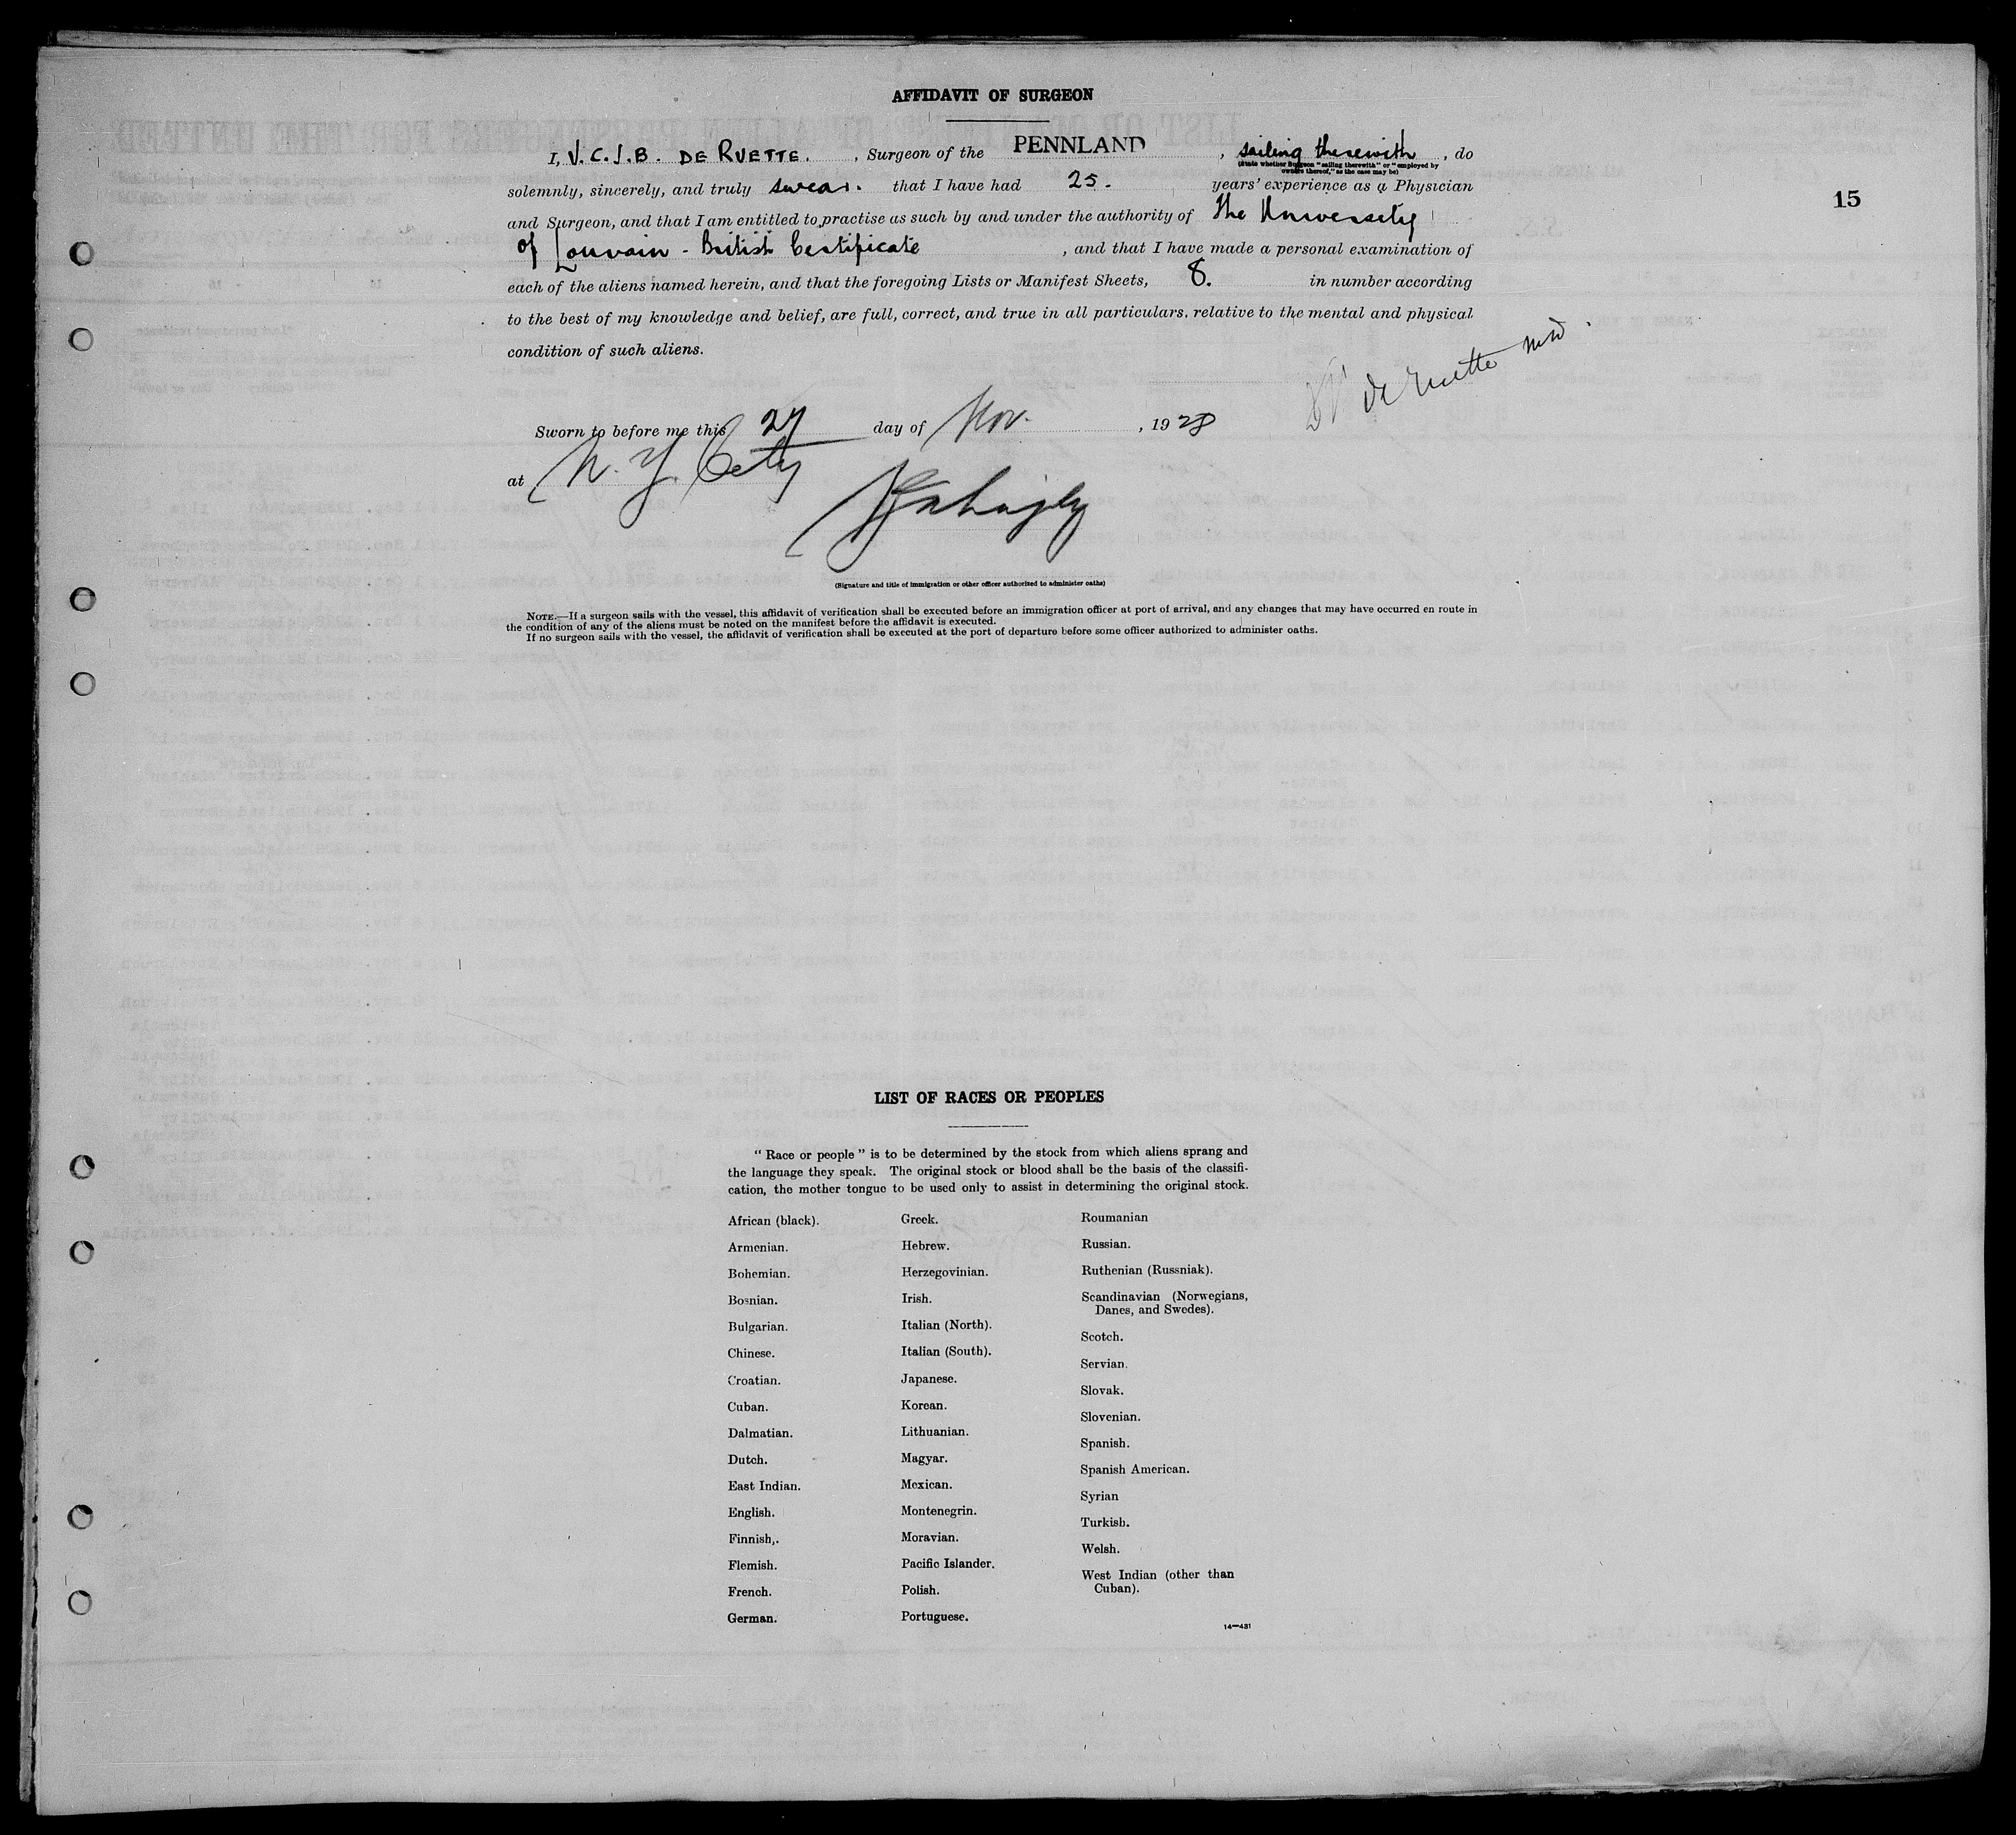 AFFIDAVIT OF SURGEON
I, V. C. J. B. DE RUETTE. , Surgeon of the PENNLAND , sailing therewith , do
(State whether Surgeon "sailing therewith" or "employed by owners thereof," as the case may be)
solemnly, sincerely, and truly swear. that I have had 25. years' experience as a Physician
15
and Surgeon, and that I am entitled to practise as such by and under the authority of The University
of Louvain - British Certificate , and that I have made a personal examination of
each of the aliens named herein, and that the foregoing Lists or Manifest Sheets, 8. in number according
to the best of my knowledge and belief, are full, correct, and true in all particulars, relative to the mental and physical
condition of such aliens.
de Ruette MD
Sworn to before me this 27 day of Nov. , 1928
at N. Y. City
(Signature and title of immigration or other officer authorized to administer oaths)
NOTE.—If a surgeon sails with the vessel, this affidavit of verification shall be executed before an immigration officer at port of arrival, and any changes that may have occurred en route in
the condition of any of the aliens must be noted on the manifest before the affidavit is executed.
If no surgeon sails with the vessel, the affidavit of verification shall be executed at the port of departure before some officer authorized to administer oaths.
LIST OF RACES OR PEOPLES
" Race or people " is to be determined by the stock from which aliens sprang and
the language they speak. The original stock or blood shall be the basis of the classifi-
cation, the mother tongue to be used only to assist in determining the original stock.
African (black).
Armenian.
Bohemian.
Bosnian.
Bulgarian.
Chinese.
Croatian.
Cuban.
Dalmatian.
Dutch.
East Indian.
English.
Finnish,.
Flemish.
French.
German.
Greek.
Hebrew.
Herzegovinian.
Irish.
Italian (North).
Italian (South).
Japanese.
Korean.
Lithuanian.
Magyar.
Mexican.
Montenegrin.
Moravian.
Pacific Islander.
Polish.
Portuguese.
Roumanian
Russian.
Ruthenian (Russniak).
Scandinavian (Norwegians,
Danes, and Swedes).
Scotch.
Servian.
Slovak.
Slovenian.
Spanish.
Spanish American.
Syrian
Turkish.
Welsh.
West Indian (other than
Cuban).
14—431